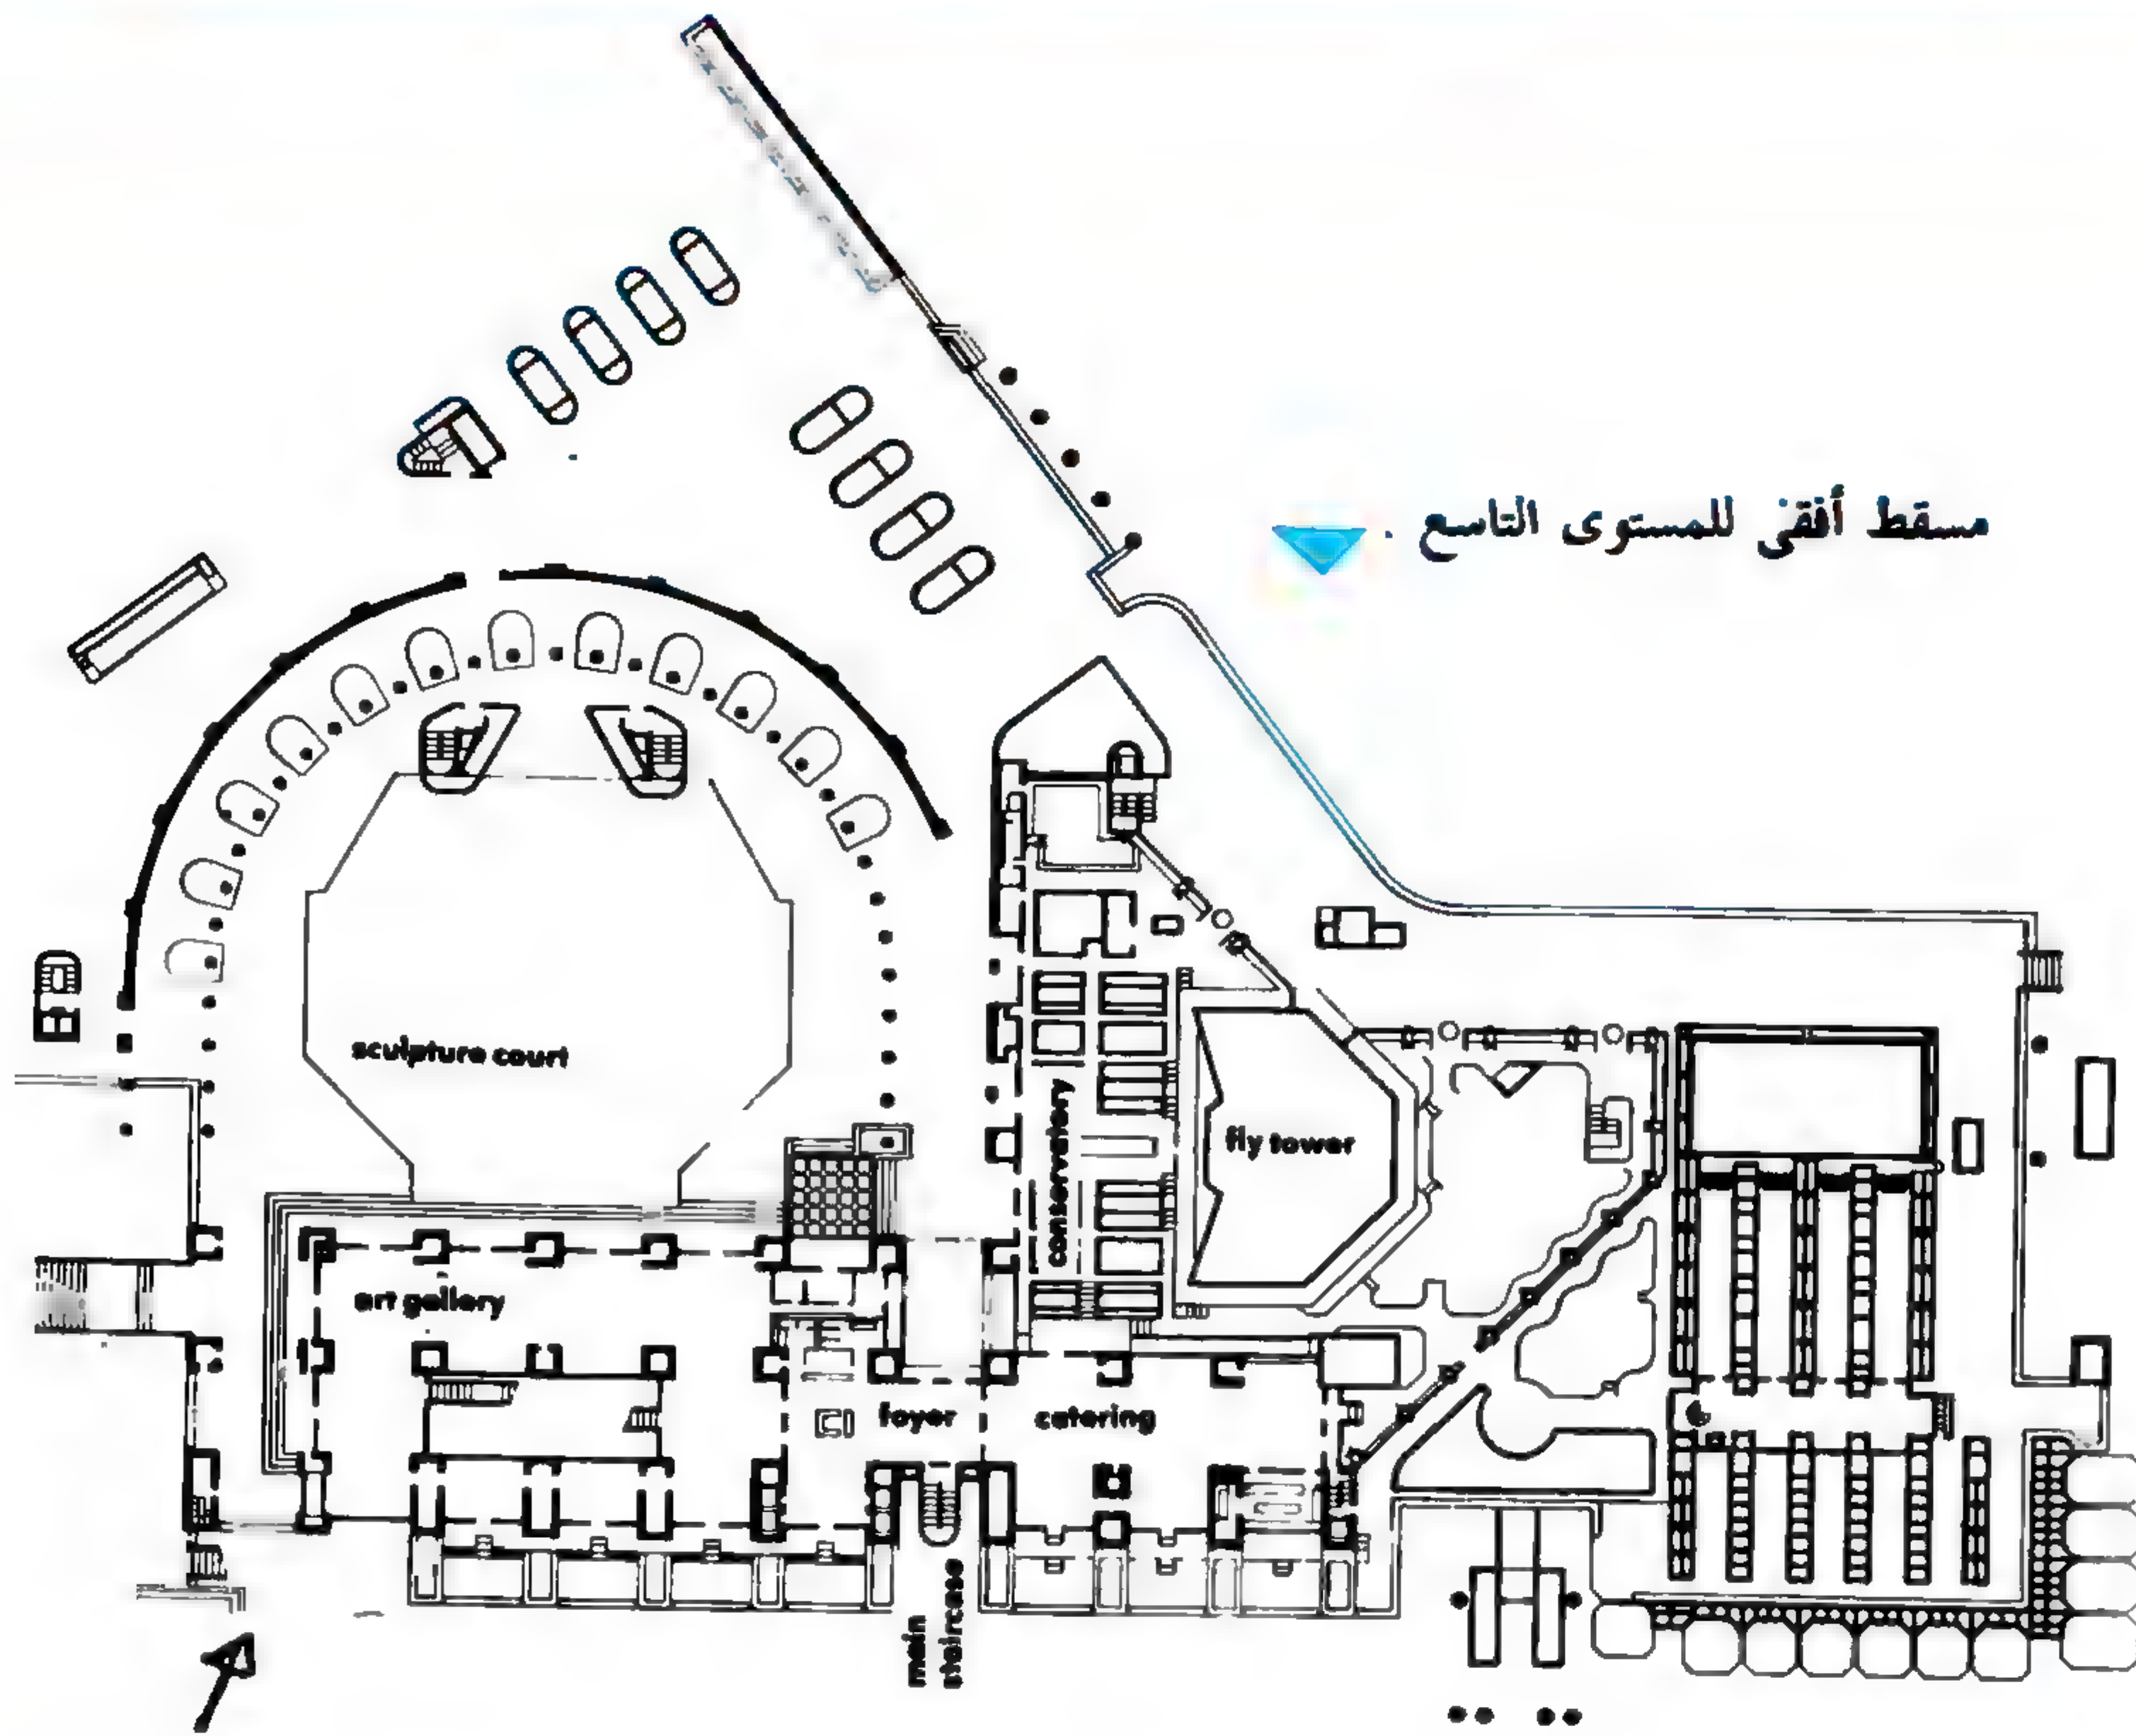 مسقط أفقى للمستوى التاسع .
sculpture court
conservatory
fly tower
art gallery
foyer
catering
main
staircase